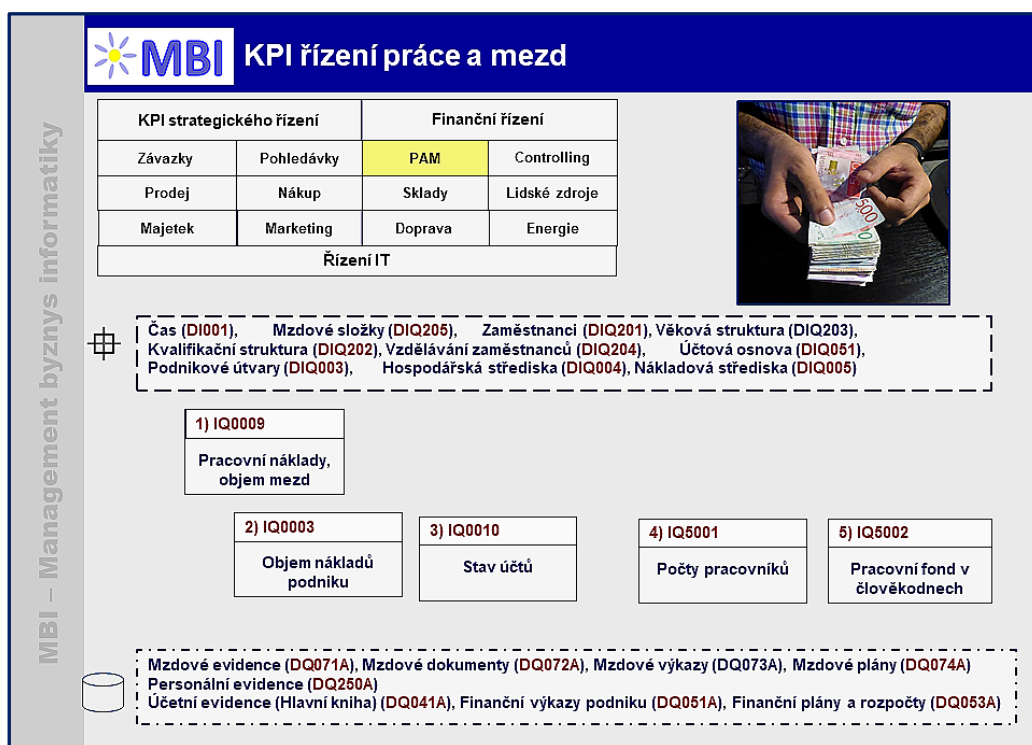 MBI KPI řízení práce a mezd
MBI – Management byznys informatiky
KPI strategického řízení Finanční řízení
Závazky Pohledávky PAM Controlling
Prodej Nákup Sklady Lidské zdroje
Majetek Marketing Doprava Energie
Řízení IT
500
Čas (DI001), Mzdové složky (DIQ205), Zaměstnanci (DIQ201), Věková struktura (DIQ203),
Kvalifikační struktura (DIQ202), Vzdělávání zaměstnanců (DIQ204), Účtová osnova (DIQ051),
Podnikové útvary (DIQ003), Hospodářská střediska (DIQ004), Nákladová střediska (DIQ005)
1) IQ0009
Pracovní náklady,
objem mezd
2) IQ0003
Objem nákladů
podniku
3) IQ0010
Stav účtů
4) IQ5001
Počty pracovníků
5) IQ5002
Pracovní fond v
člověkodnech
Mzdové evidence (DQ071A), Mzdové dokumenty (DQ072A), Mzdové výkazy (DQ073A), Mzdové plány (DQ074A)
Personální evidence (DQ250A)
Účetní evidence (Hlavní kniha) (DQ041A), Finanční výkazy podniku (DQ051A), Finanční plány a rozpočty (DQ053A)